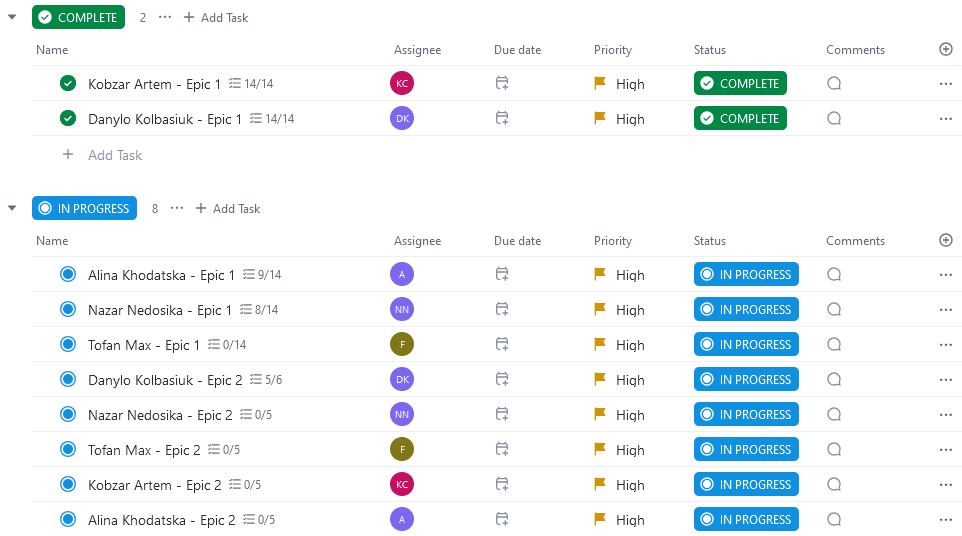 COMPLETE 2 ... + Add Task
Name Assignee Due date Priority Status Comments
Kobzar Artem - Epic 1 14/14 KC High COMPLETE
Danylo Kolbasiuk - Epic 1 14/14 DK High COMPLETE
+ Add Task
IN PROGRESS 8 ... + Add Task
Name Assignee Due date Priority Status Comments
Alina Khodatska - Epic 1 9/14 A High IN PROGRESS
Nazar Nedosika - Epic 1 8/14 NN High IN PROGRESS
Tofan Max - Epic 1 0/14 F High IN PROGRESS
Danylo Kolbasiuk - Epic 2 5/6 DK High IN PROGRESS
Nazar Nedosika - Epic 2 0/5 NN High IN PROGRESS
Tofan Max - Epic 2 0/5 F High IN PROGRESS
Kobzar Artem - Epic 2 0/5 KC High IN PROGRESS
Alina Khodatska - Epic 2 0/5 A High IN PROGRESS